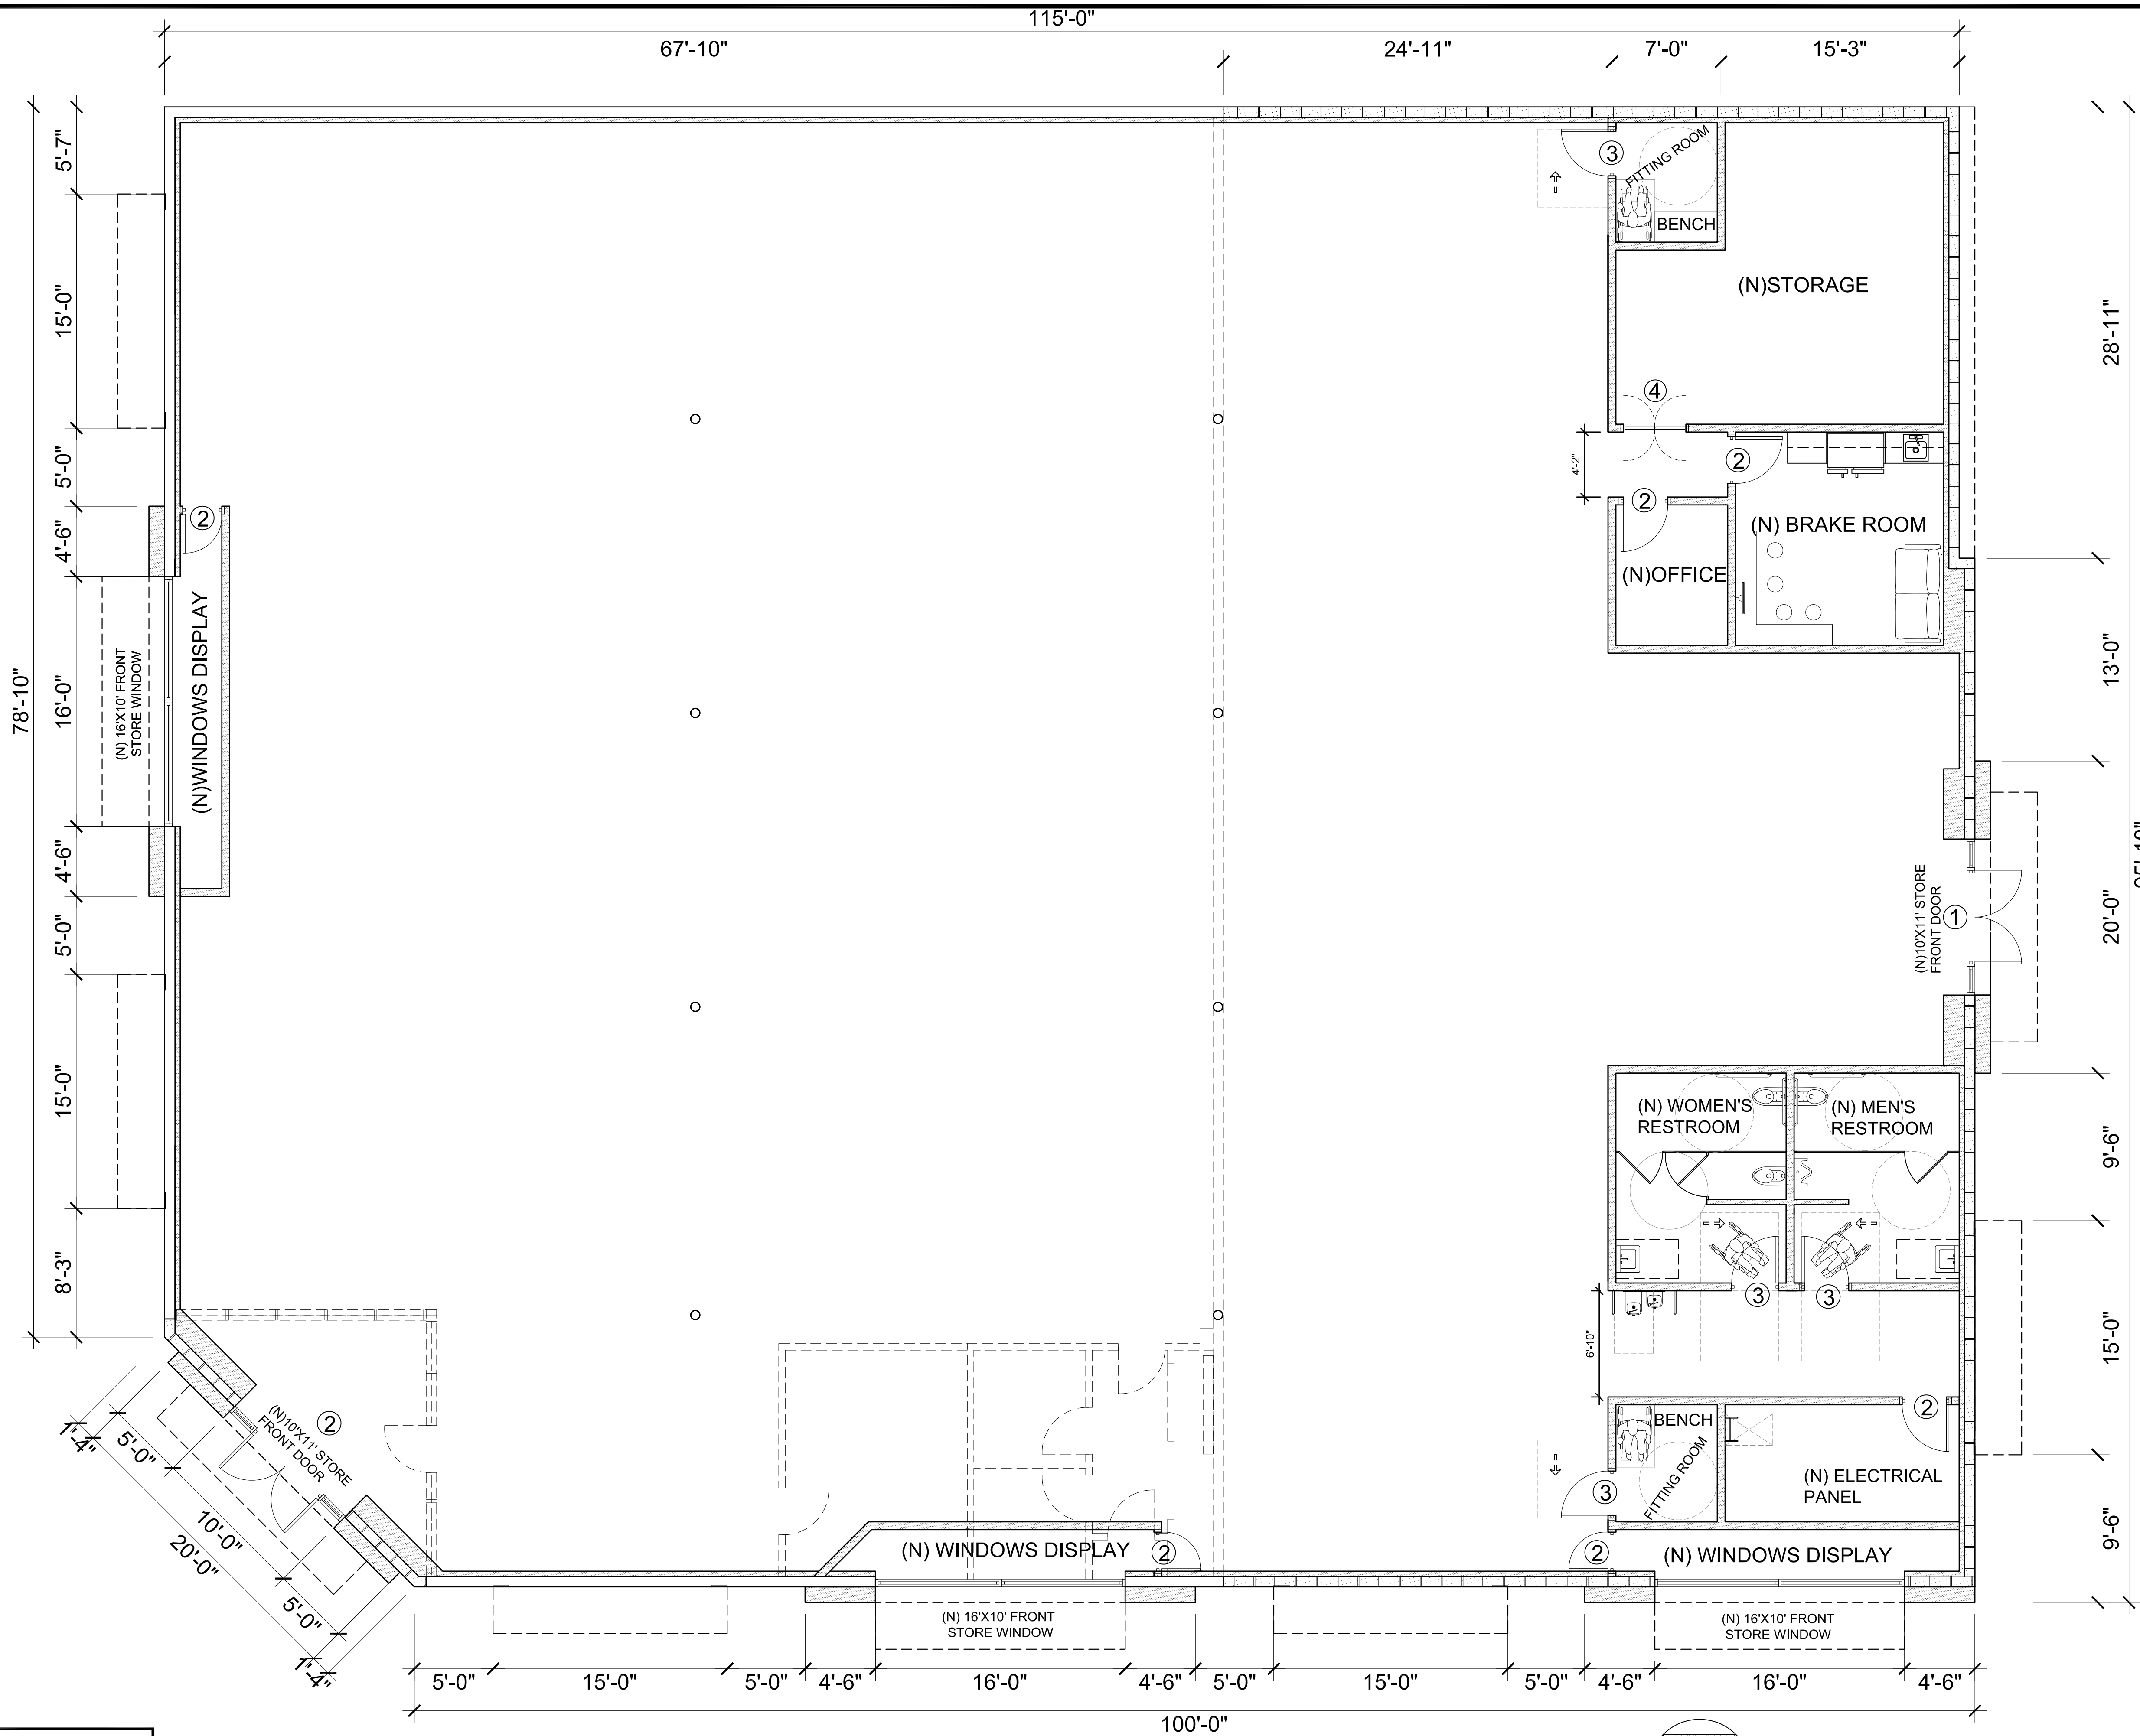 115'-0"
67'-10"
24'-11"
7'-0"
15'-3"
78'-10"
5'-7"
15'-0"
5'-0"
4'-6"
16'-0"
4'-6"
5'-0"
15'-0"
8'-3"
(N) 16'X10' FRONT
STORE WINDOW
(N)WINDOWS DISPLAY
2
3
FITTING ROOM
BENCH
(N)STORAGE
4
4'-2"
2
2
(N) BRAKE ROOM
(N)OFFICE
28'-11"
13'-0"
20'-0"
9'-6"
15'-0"
9'-6"
(N)10'X11' STORE
FRONT DOOR
1
(N) WOMEN'S
RESTROOM
(N) MEN'S
RESTROOM
3
3
6'-10"
2
BENCH
FITTING ROOM
3
(N) ELECTRICAL
PANEL
2
(N)10'X11' STORE
FRONT DOOR
1'-4"
5'-0"
10'-0"
20'-0"
5'-0"
1'-4"
(N) WINDOWS DISPLAY
2
2
(N) WINDOWS DISPLAY
(N) 16'X10' FRONT
STORE WINDOW
(N) 16'X10' FRONT
STORE WINDOW
5'-0"
15'-0"
5'-0"
4'-6"
16'-0"
4'-6"
5'-0"
15'-0"
5'-0"
4'-6"
16'-0"
4'-6"
100'-0"